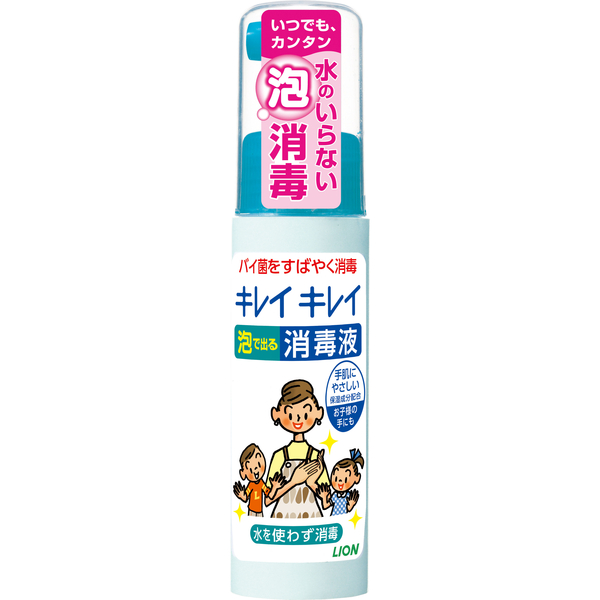 いつでも、
カンタン
水のいらない
泡
消毒
バイ菌をすばやく消毒
キレイキレイ
泡で出る 消毒液
手肌に
やさしい
保湿成分配合
お子様の
手にも
L
水を使わず消毒
LION